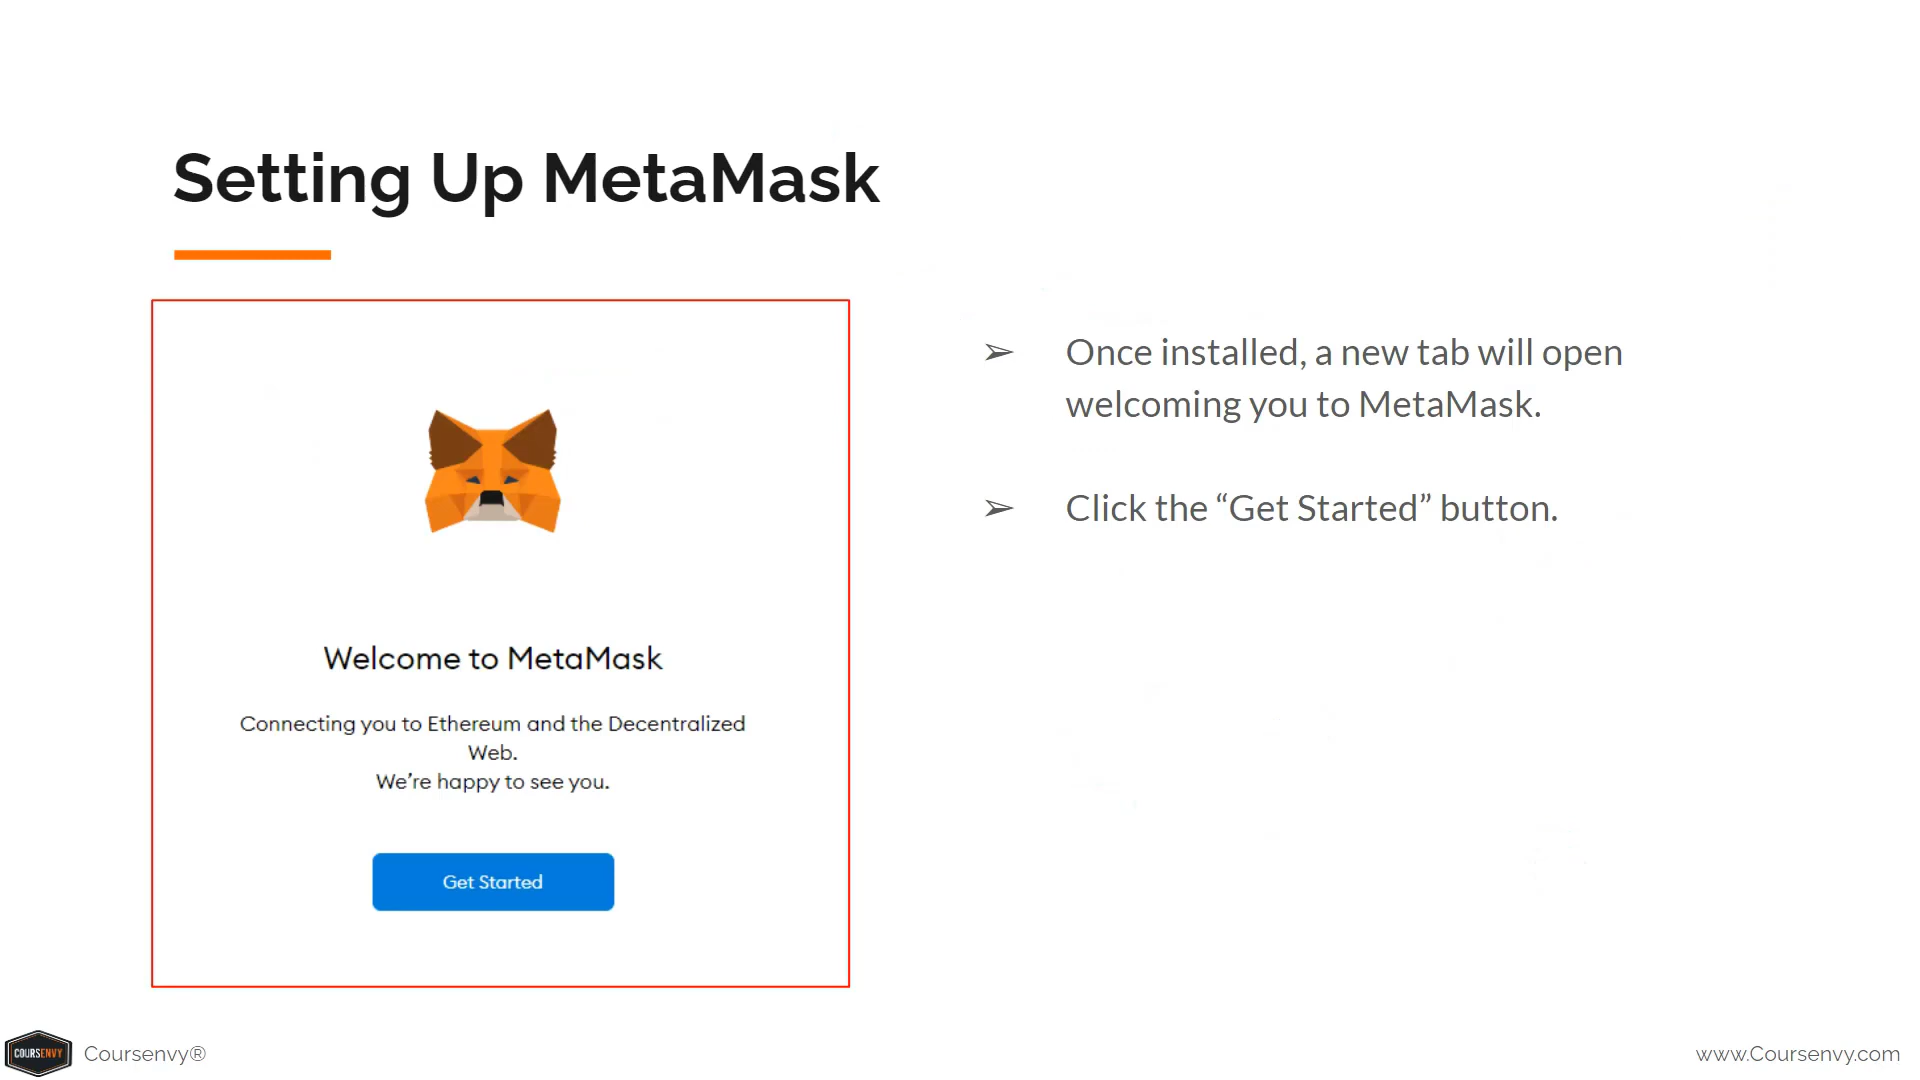 Setting Up MetaMask
Welcome to MetaMask
Connecting you to Ethereum and the Decentralized
Web.
We’re happy to see you.
Get Started
➢ Once installed, a new tab will open
welcoming you to MetaMask.
➢ Click the “Get Started” button.
COURSENVY
Coursenvy®
www.Coursenvy.com